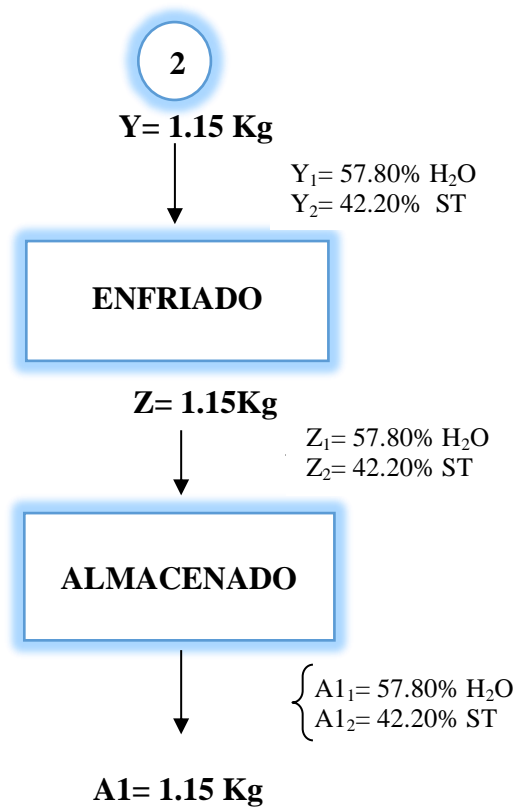 2
Y= 1.15 Kg
Y₁= 57.80% H₂O
Y₂= 42.20% ST
ENFRIADO
Z= 1.15Kg
Z₁= 57.80% H₂O
Z₂= 42.20% ST
ALMACENADO
A1₁= 57.80% H₂O
A1₂= 42.20% ST
A1= 1.15 Kg